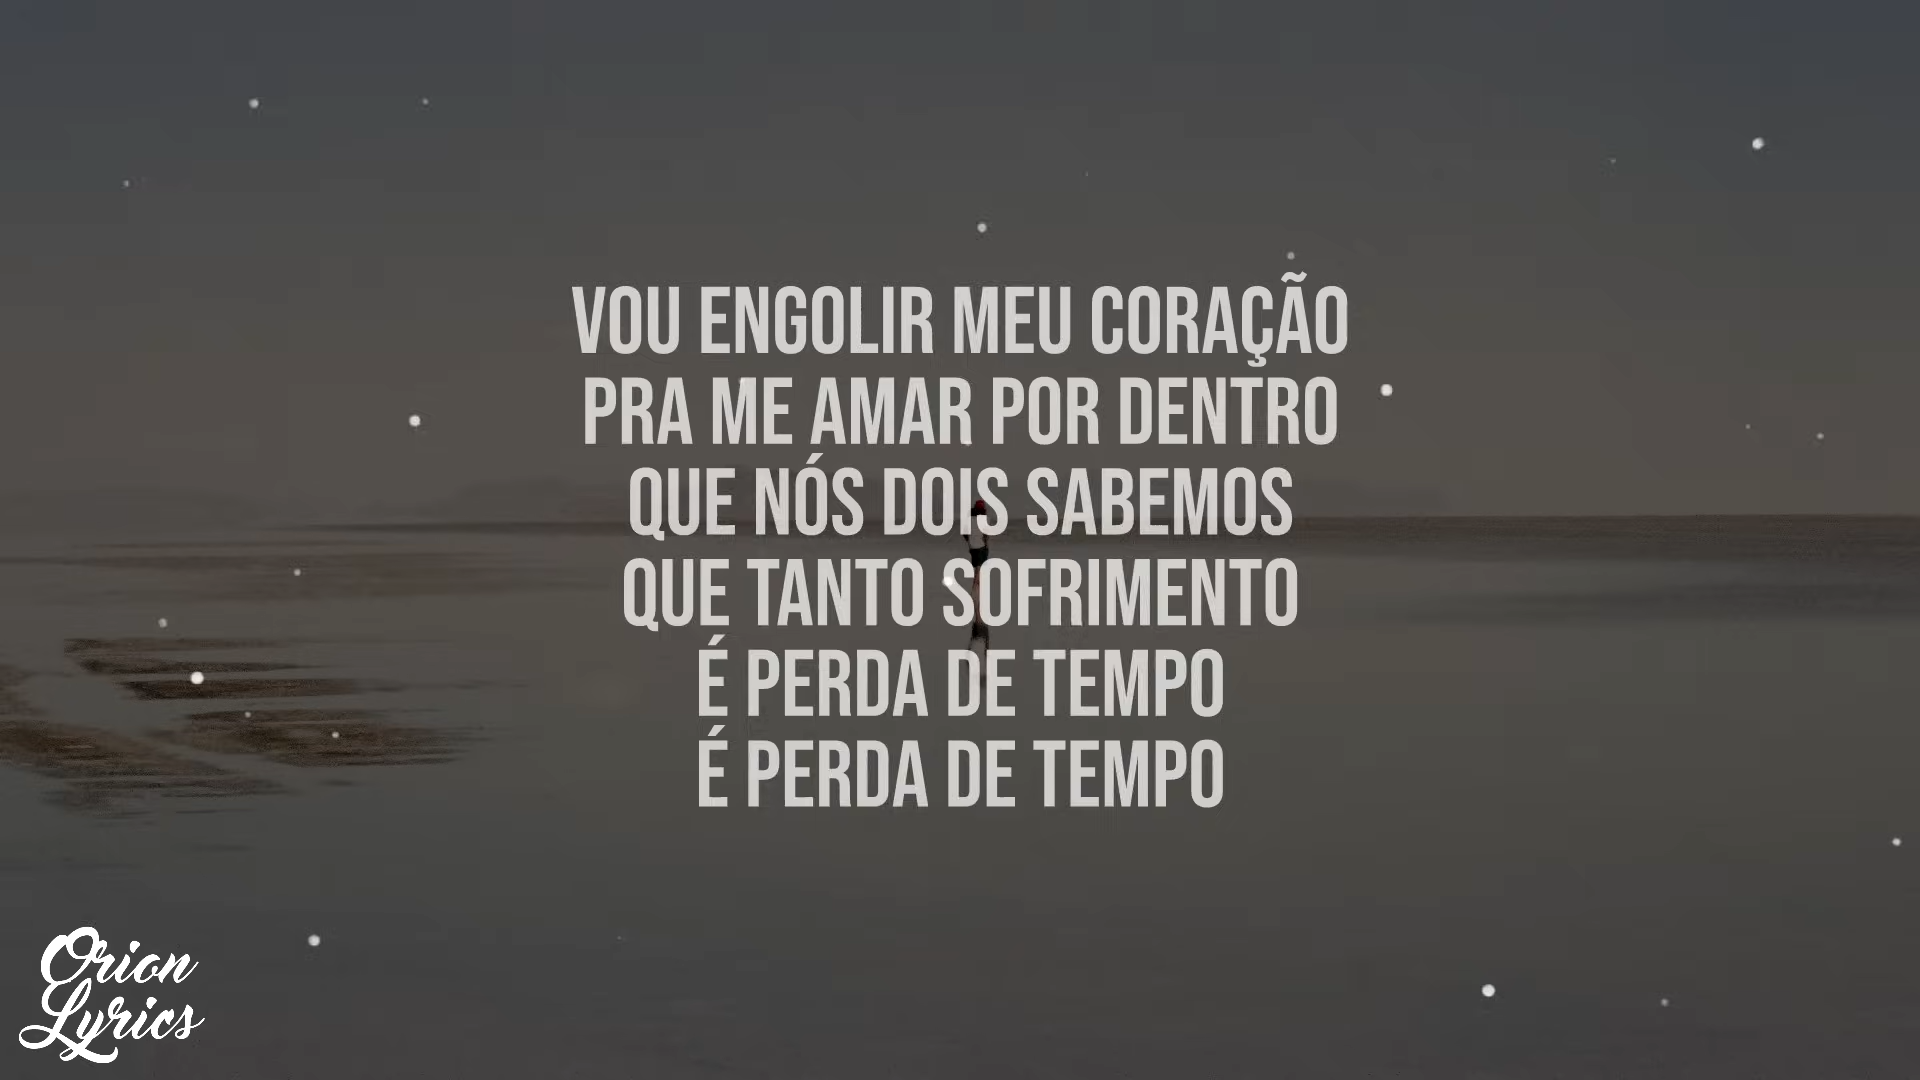 VOU ENGOLIR MEU CORAÇÃO
PRA ME AMAR POR DENTRO
QUE NÓS DOIS SABEMOS
QUE TANTO SOFRIMENTO
É PERDA DE TEMPO
É PERDA DE TEMPO
Orion
Lyrics